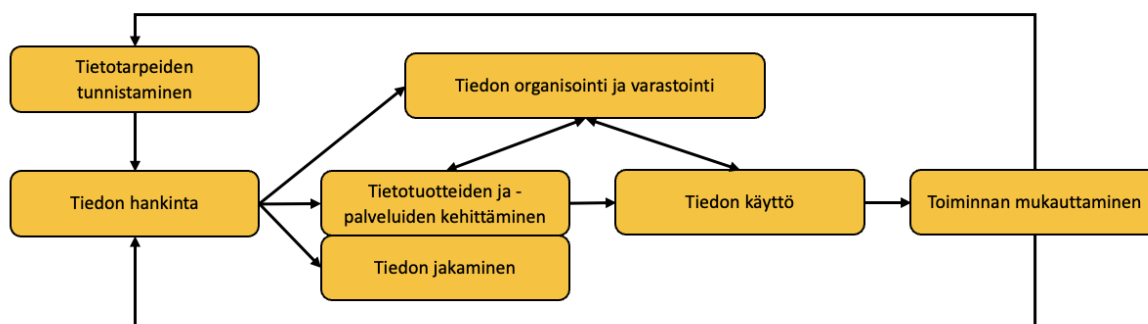 Tietotarpeiden
tunnistaminen
Tiedon organisointi ja varastointi
Tiedon hankinta
Tietotuotteiden ja -
palveluiden kehittäminen
Tiedon käyttö
Toiminnan mukauttaminen
Tiedon jakaminen